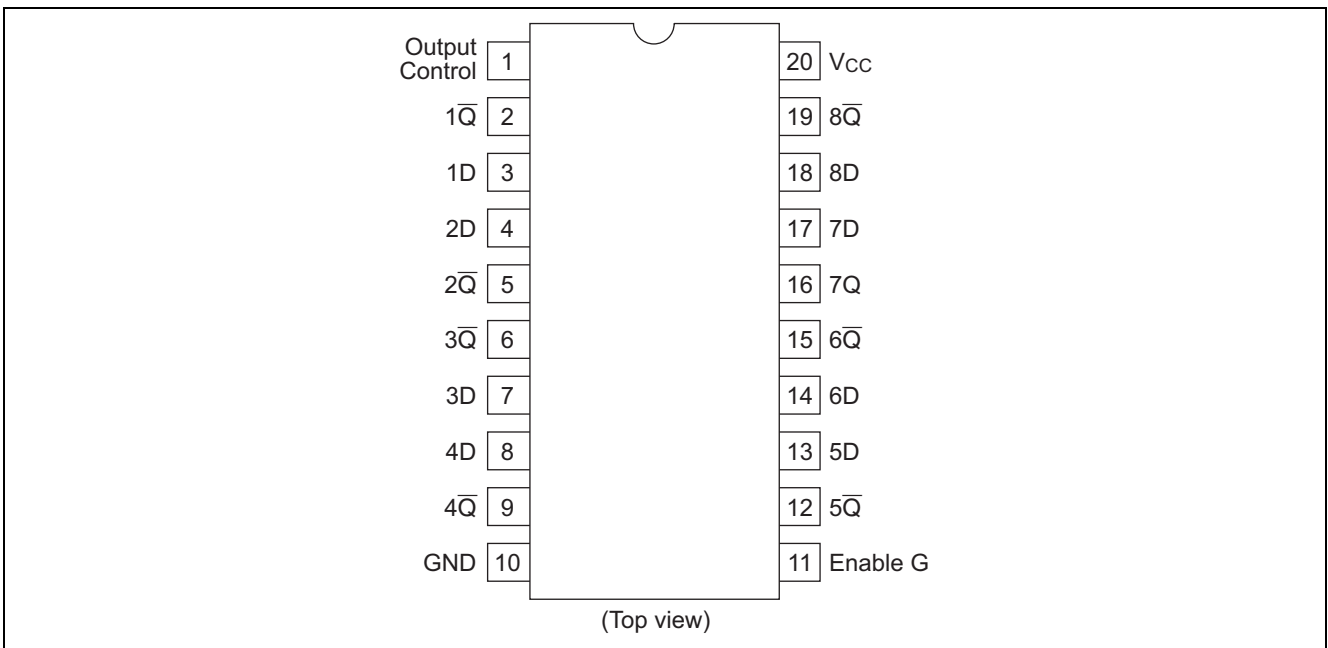 Output
Control 1
20 VCC
1Q̅ 2
19 8Q̅
1D 3
18 8D
2D 4
17 7D
2Q̅ 5
16 7Q
3Q̅ 6
15 6Q̅
3D 7
14 6D
4D 8
13 5D
4Q̅ 9
12 5Q̅
GND 10
11 Enable G
(Top view)